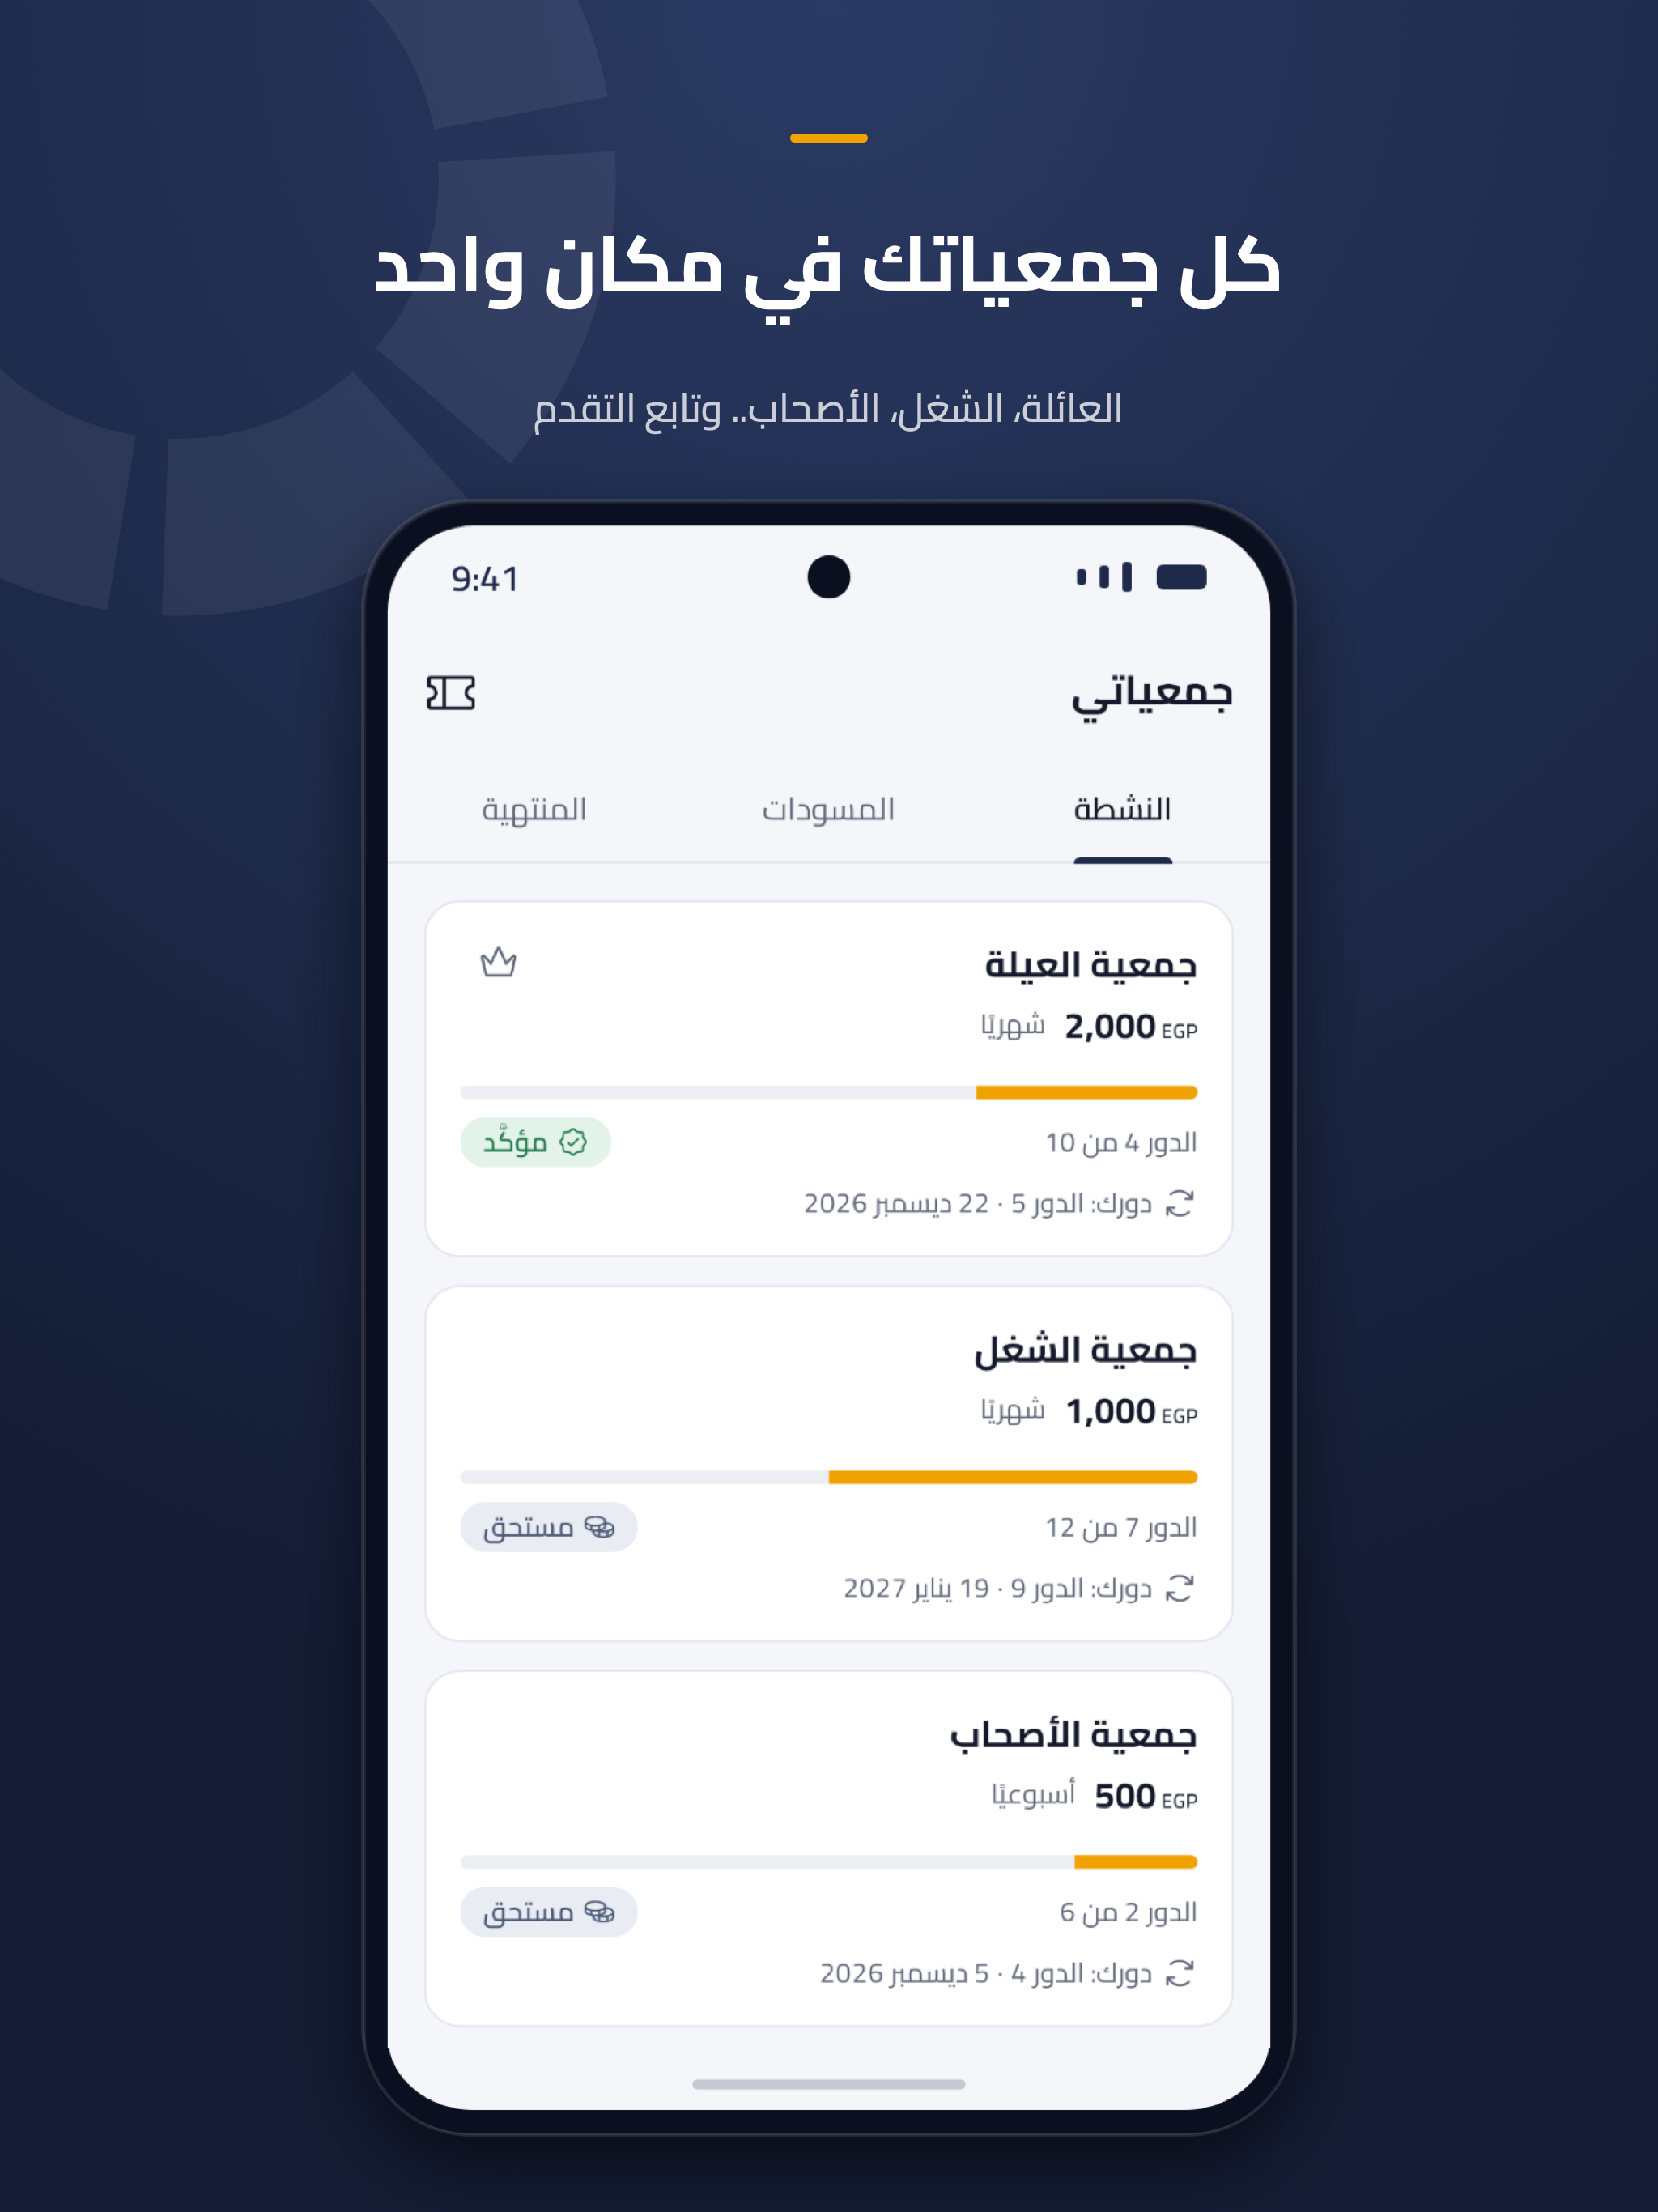 كل جمعياتك في مكان واحد
العائلة، الشغل، الأصحاب.. وتابع التقدم
9:41
جمعياتي
النشطة المسودات المنتهية
جمعية العيلة
EGP 2,000 شهريًا
الدور 4 من 10 مؤكَّد
دورك: الدور 5 · 22 ديسمبر 2026
جمعية الشغل
EGP 1,000 شهريًا
الدور 7 من 12 مستحق
دورك: الدور 9 · 19 يناير 2027
جمعية الأصحاب
EGP 500 أسبوعيًا
الدور 2 من 6 مستحق
دورك: الدور 4 · 5 ديسمبر 2026